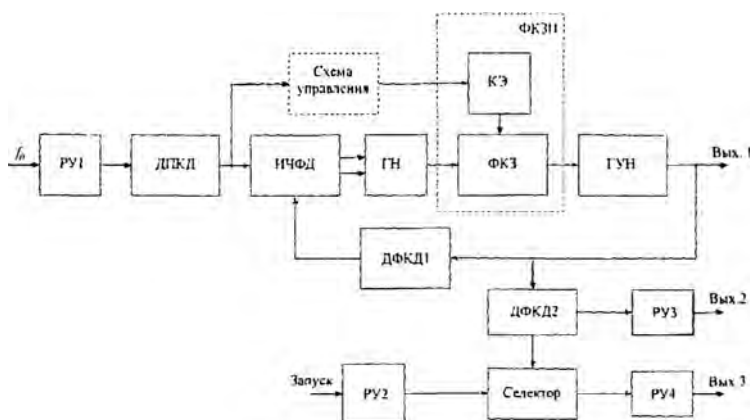 ФКЗП
Схема
управления
КЭ
f₀
РУ1
ДПКД
ИЧФД
ГН
ФКЗ
ГУН
Вых. 1
ДФКД1
ДФКД2
РУ3
Вых.2
Запуск
РУ2
Селектор
РУ4
Вых 3